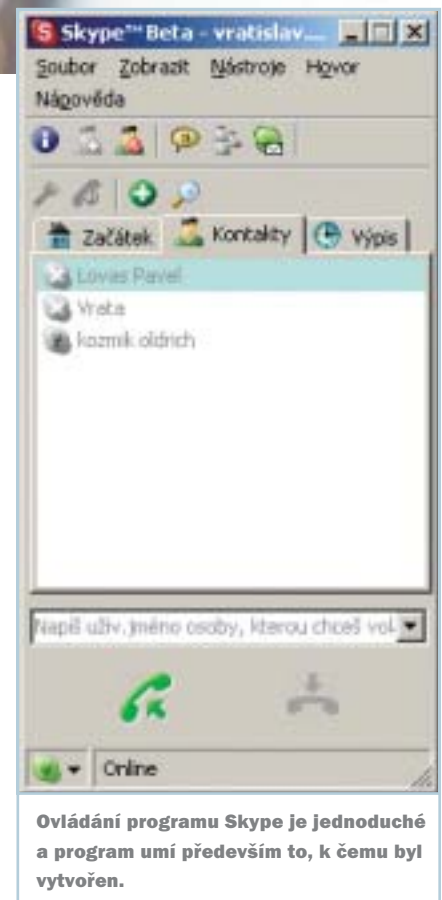 Skype™ Beta - vratislav....
Soubor Zobrazit Nástroje Hovor
Nápověda
Začátek Kontakty Výpis
Lovas Pavel
Vrata
kozmik oldrich
Napiš uživ.jméno osoby, kterou chceš vol
Online
Ovládání programu Skype je jednoduché
a program umí především to, k čemu byl
vytvořen.